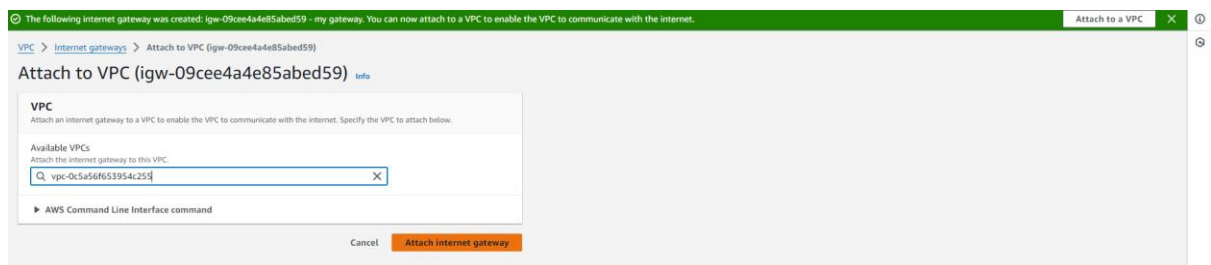 The following internet gateway was created: igw-09cee4a4e85abed59 - my gateway. You can now attach to a VPC to enable the VPC to communicate with the internet.
Attach to a VPC
VPC > Internet gateways > Attach to VPC (igw-09cee4a4e85abed59)
Attach to VPC (igw-09cee4a4e85abed59) Info
VPC
Attach an internet gateway to a VPC to enable the VPC to communicate with the internet. Specify the VPC to attach below.
Available VPCs
Attach the internet gateway to this VPC.
vpc-0c5a56f653954c255
AWS Command Line Interface command
Cancel
Attach internet gateway